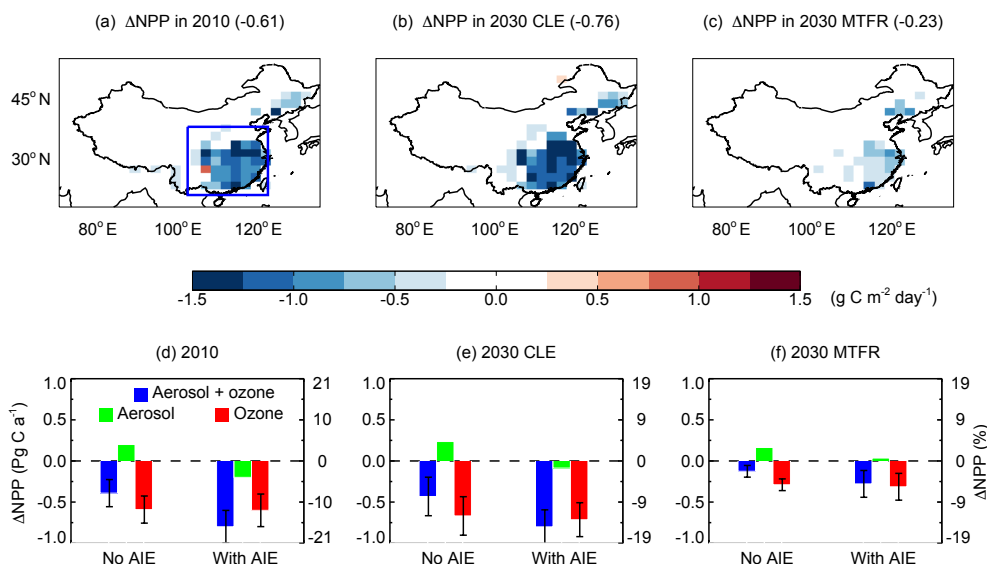 (a) ΔNPP in 2010 (-0.61)
(b) ΔNPP in 2030 CLE (-0.76)
(c) ΔNPP in 2030 MTFR (-0.23)
45° N
30° N
80° E 100° E 120° E
80° E 100° E 120° E
80° E 100° E 120° E
-1.5 -1.0 -0.5 0.0 0.5 1.0 1.5 (g C m⁻² day⁻¹)
(d) 2010
(e) 2030 CLE
(f) 2030 MTFR
ΔNPP (Pg C a⁻¹)
1.0
0.5
0.0
-0.5
-1.0
Aerosol + ozone
Aerosol
Ozone
21
10
0
-10
-21
No AIE With AIE
1.0
0.5
0.0
-0.5
-1.0
19
9
0
-9
-19
No AIE With AIE
1.0
0.5
0.0
-0.5
-1.0
19
9
0
-9
-19
No AIE With AIE
ΔNPP (%)